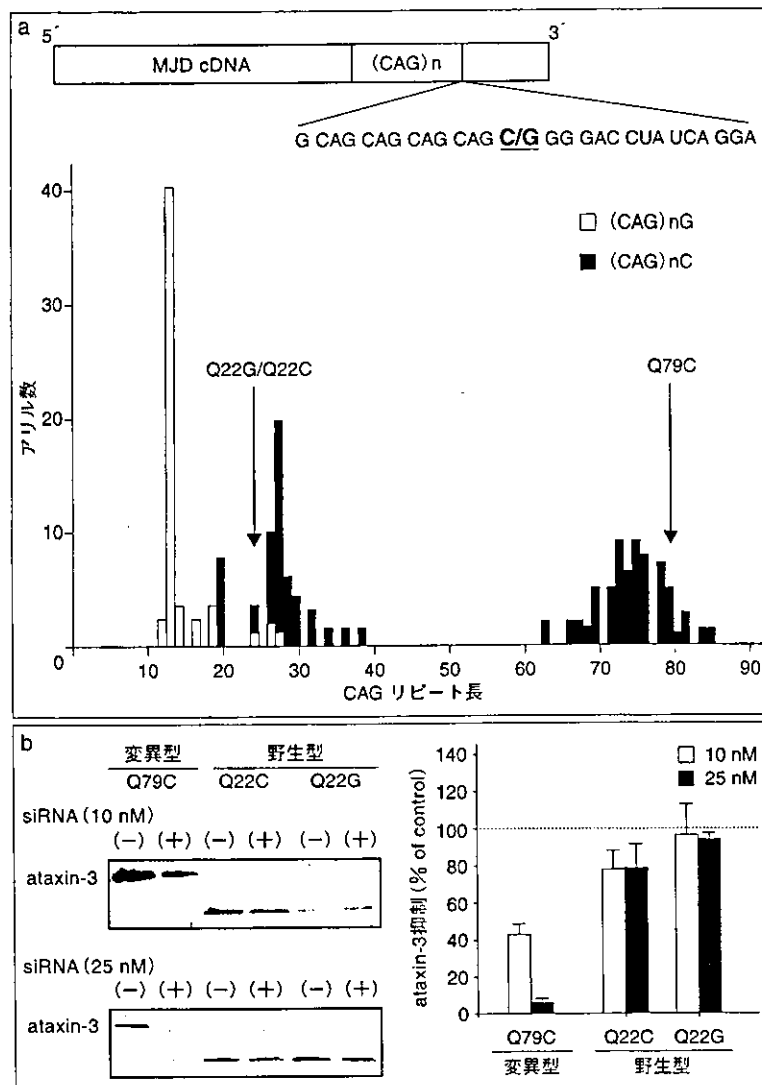 a
5´ 3´
MJD cDNA (CAG)n
G CAG CAG CAG CAG C/G GG GAC CUA UCA GGA
(CAG)nG
(CAG)nC
アリル数
40
30
20
10
0
Q22G/Q22C
Q79C
10 20 30 40 50 60 70 80 90
CAG リピート長
b
変異型 野生型
Q79C Q22C Q22G
siRNA(10 nM)
(−) (+) (−) (+) (−) (+)
ataxin-3
siRNA(25 nM)
(−) (+) (−) (+) (−) (+)
ataxin-3
ataxin-3抑制(% of control)
140
120
100
80
60
40
20
0
10 nM
25 nM
Q79C Q22C Q22G
変異型 野生型